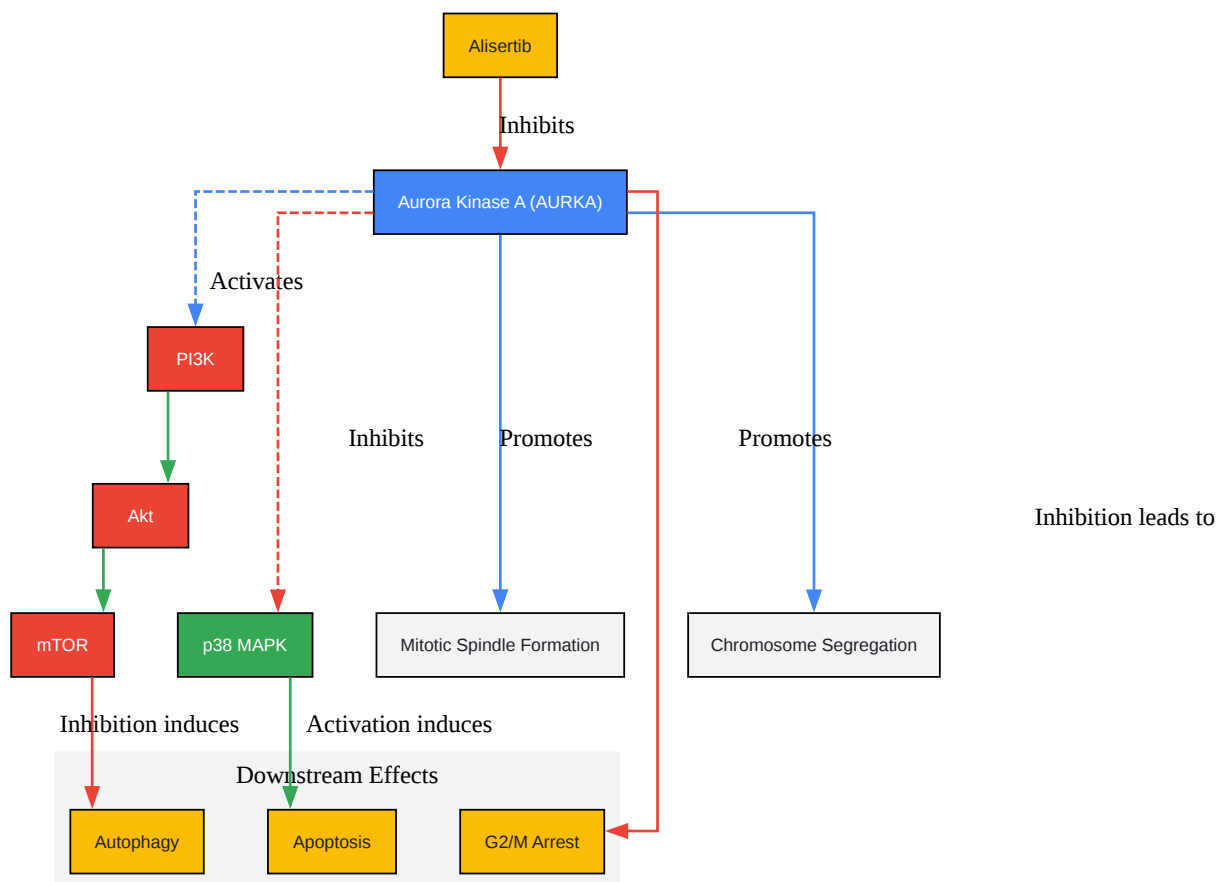 Alisertib
Inhibits
Aurora Kinase A (AURKA)
Activates
PI3K
Inhibits
Promotes
Promotes
Akt
Inhibition leads to
mTOR
p38 MAPK
Mitotic Spindle Formation
Chromosome Segregation
Inhibition induces
Activation induces
Downstream Effects
Autophagy
Apoptosis
G2/M Arrest